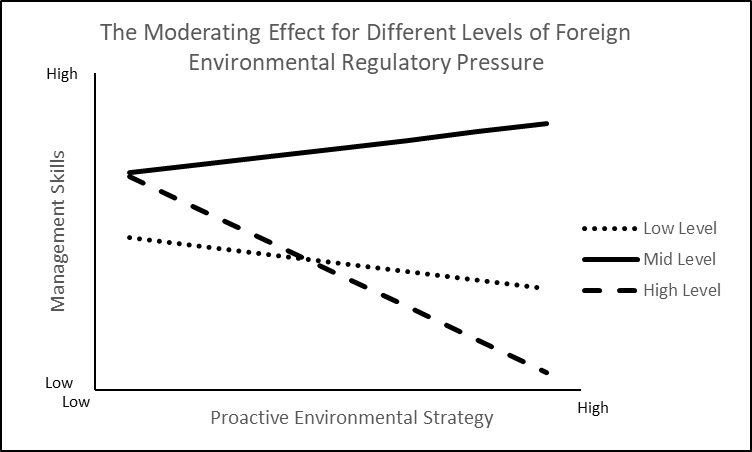 The Moderating Effect for Different Levels of Foreign
Environmental Regulatory Pressure
High
Management Skills
Low Level
Mid Level
High Level
Low
Low
High
Proactive Environmental Strategy